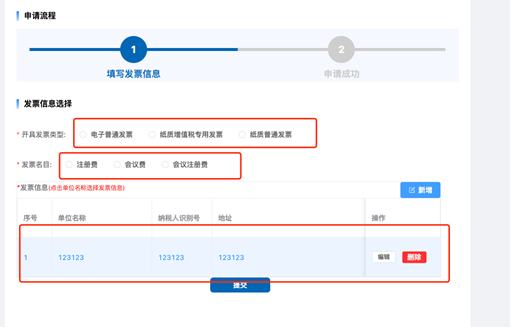 申请流程
1 2
填写发票信息 申请成功
发票信息选择
* 开具发票类型: 电子普通发票 纸质增值税专用发票 纸质普通发票
* 发票名目: 注册费 会议费 会议注册费
*发票信息(点击单位名称选择发票信息) 新增
序号 单位名称 纳税人识别号 地址 操作
1 123123 123123 123123 编辑 删除
提交